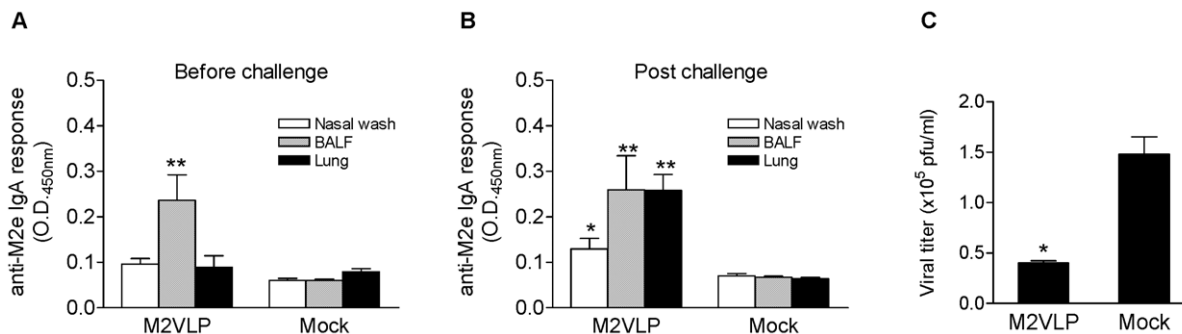 A
Before challenge
anti-M2e IgA response
(O.D.450nm)
0.5
0.4
0.3
0.2
0.1
0.0
Nasal wash
BALF
Lung
**
M2VLP
Mock
B
Post challenge
anti-M2e IgA response
(O.D.450nm)
0.5
0.4
0.3
0.2
0.1
0.0
Nasal wash
BALF
Lung
*
**
**
M2VLP
Mock
C
Viral titer (x10⁵ pfu/ml)
2.0
1.5
1.0
0.5
0.0
*
M2VLP
Mock